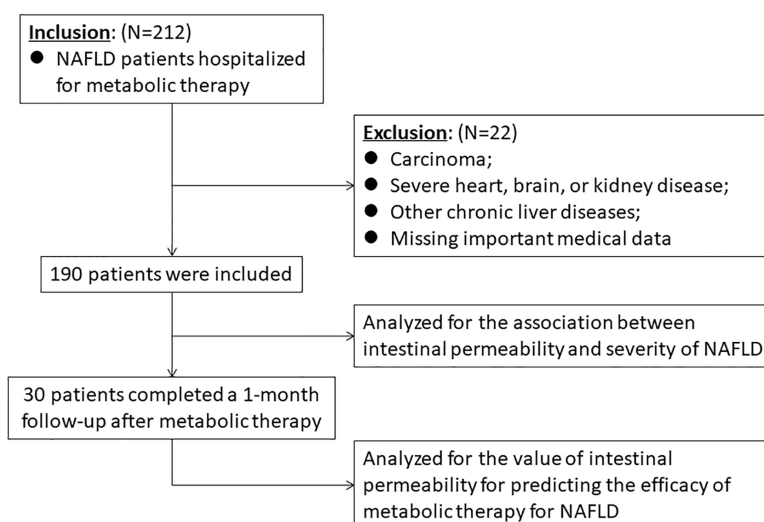 Inclusion: (N=212)
● NAFLD patients hospitalized
for metabolic therapy
Exclusion: (N=22)
● Carcinoma;
● Severe heart, brain, or kidney disease;
● Other chronic liver diseases;
● Missing important medical data
190 patients were included
Analyzed for the association between
intestinal permeability and severity of NAFLD
30 patients completed a 1-month
follow-up after metabolic therapy
Analyzed for the value of intestinal
permeability for predicting the efficacy of
metabolic therapy for NAFLD